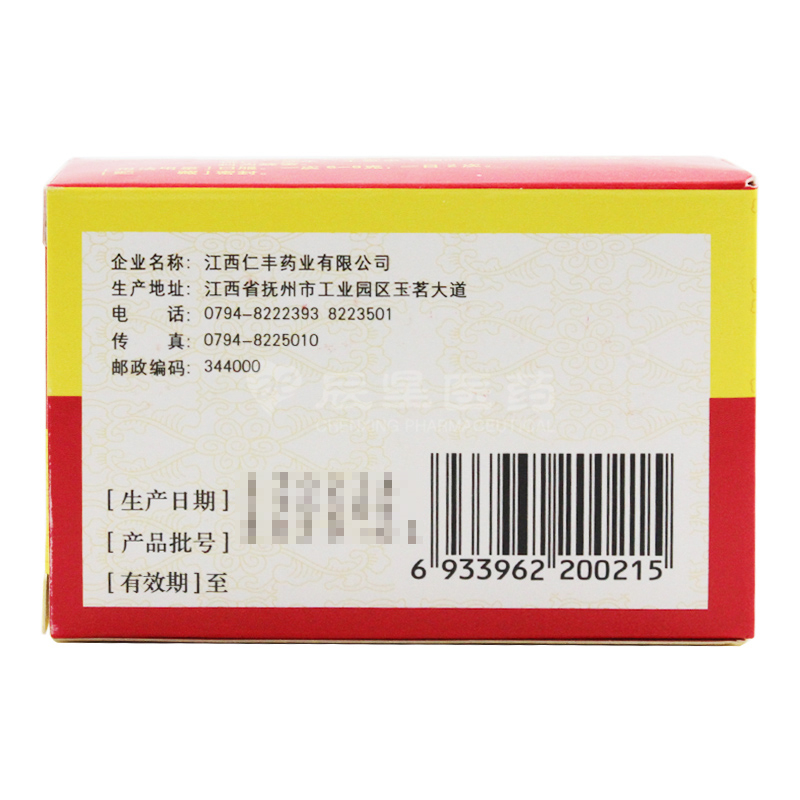 企业名称: 江西仁丰药业有限公司
生产地址: 江西省抚州市工业园区玉茗大道
电 话: 0794-8222393 8223501
传 真: 0794-8225010
邮政编码: 344000
辰星医药
[生产日期]
[产品批号]
[有效期]至
6 933962 200215